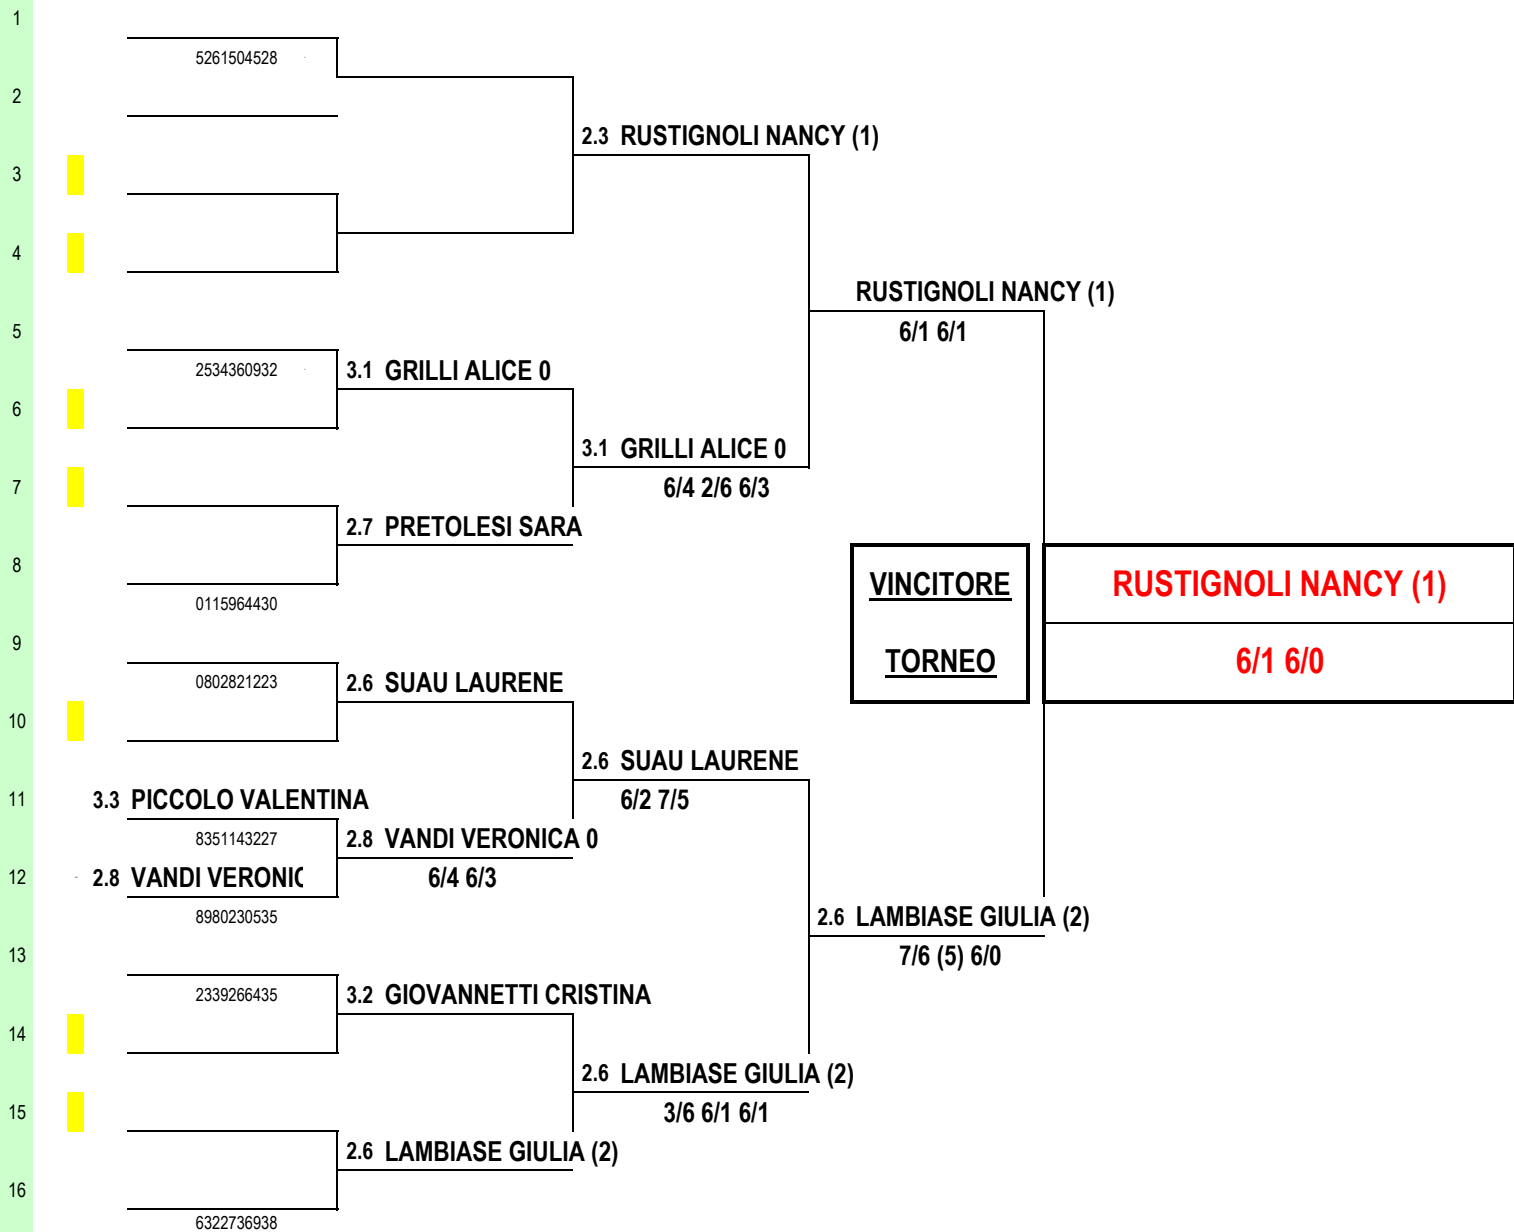 1
5261504528
2
2.3 RUSTIGNOLI NANCY (1)
3
4
RUSTIGNOLI NANCY (1)
5
6/1 6/1
2534360932
3.1 GRILLI ALICE 0
6
3.1 GRILLI ALICE 0
7
6/4 2/6 6/3
2.7 PRETOLESI SARA
8
VINCITORE
RUSTIGNOLI NANCY (1)
0115964430
9
TORNEO
6/1 6/0
0802821223
2.6 SUAU LAURENE
10
2.6 SUAU LAURENE
11
3.3 PICCOLO VALENTINA
6/2 7/5
8351143227
2.8 VANDI VERONICA 0
12
2.8 VANDI VERONIC
6/4 6/3
8980230535
2.6 LAMBIASE GIULIA (2)
13
7/6 (5) 6/0
2339266435
3.2 GIOVANNETTI CRISTINA
14
2.6 LAMBIASE GIULIA (2)
15
3/6 6/1 6/1
2.6 LAMBIASE GIULIA (2)
16
6322736938